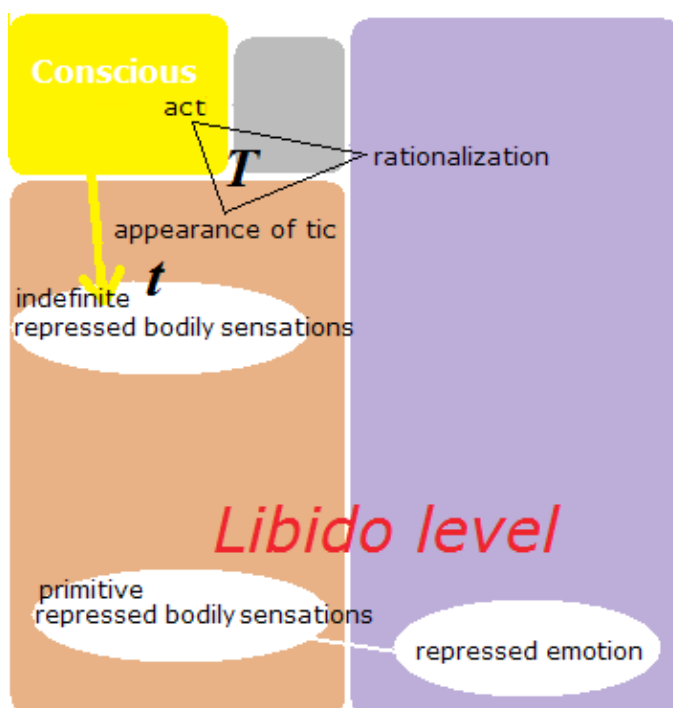 Conscious
act
T
rationalization
appearance of tic
t
indefinite
repressed bodily sensations
Libido level
primitive
repressed bodily sensations
repressed emotion